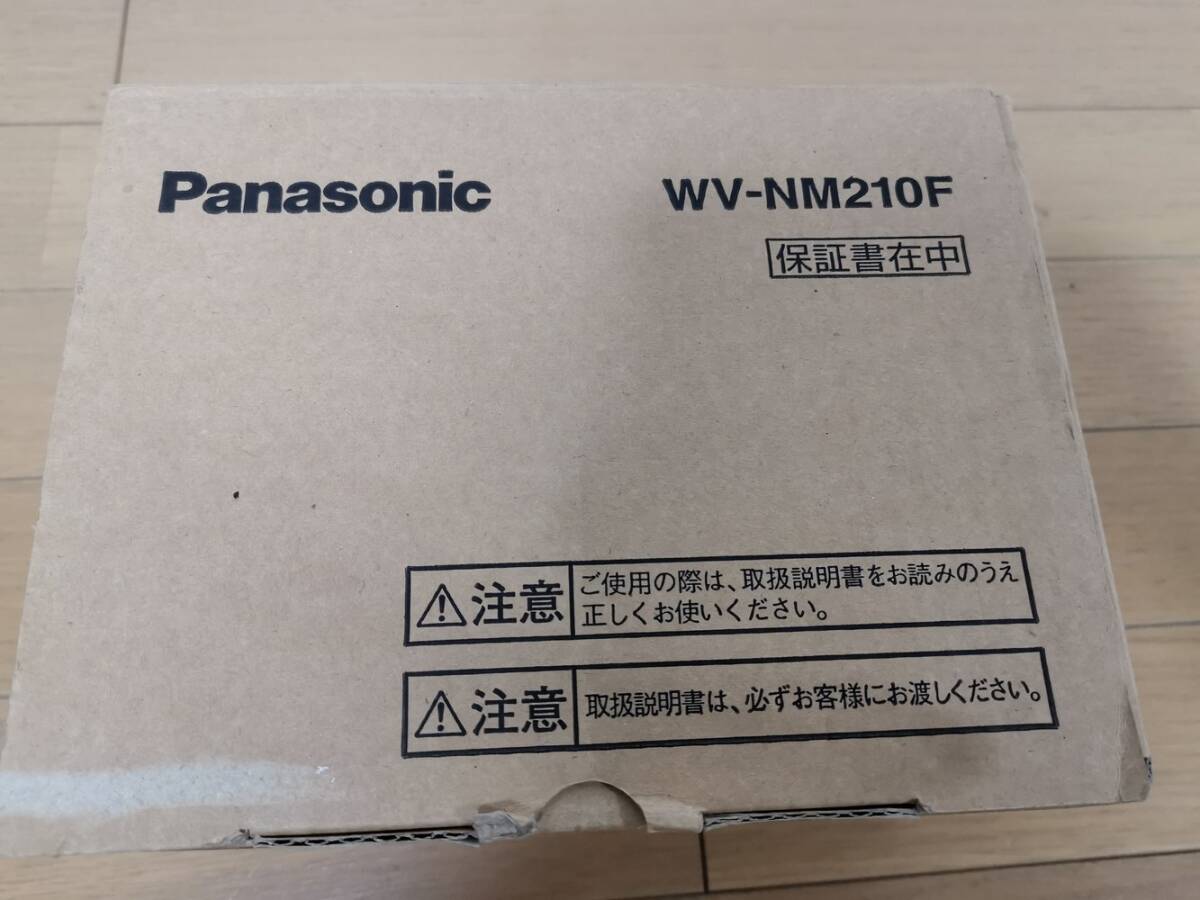 Panasonic
WV-NM210F
保証書在中
注意
ご使用の際は、取扱説明書をお読みのうえ
正しくお使いください。
注意
取扱説明書は、必ずお客様にお渡しください。